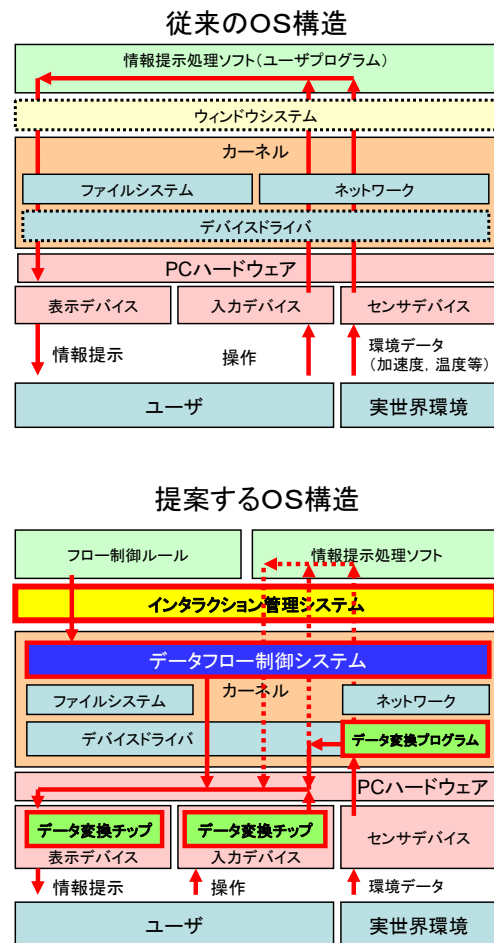 従来のOS構造
情報提示処理ソフト(ユーザプログラム)
ウィンドウシステム
カーネル
ファイルシステム
ネットワーク
デバイスドライバ
PCハードウェア
表示デバイス
入力デバイス
センサデバイス
情報提示
操作
環境データ
(加速度, 温度等)
ユーザ
実世界環境
提案するOS構造
フロー制御ルール
情報提示処理ソフト
インタラクション管理システム
データフロー制御システム
ファイルシステム
カーネル
ネットワーク
デバイスドライバ
データ変換プログラム
PCハードウェア
データ変換チップ
データ変換チップ
センサデバイス
表示デバイス
入力デバイス
情報提示
操作
環境データ
ユーザ
実世界環境